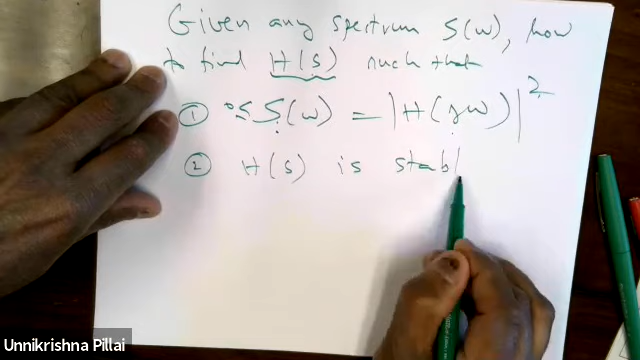 Given any spectrum S(ω), how
to find H(s) such that
① 0≤S(ω) = |H(jω)|²
② H(s) is stabl
Unnikrishna Pillai